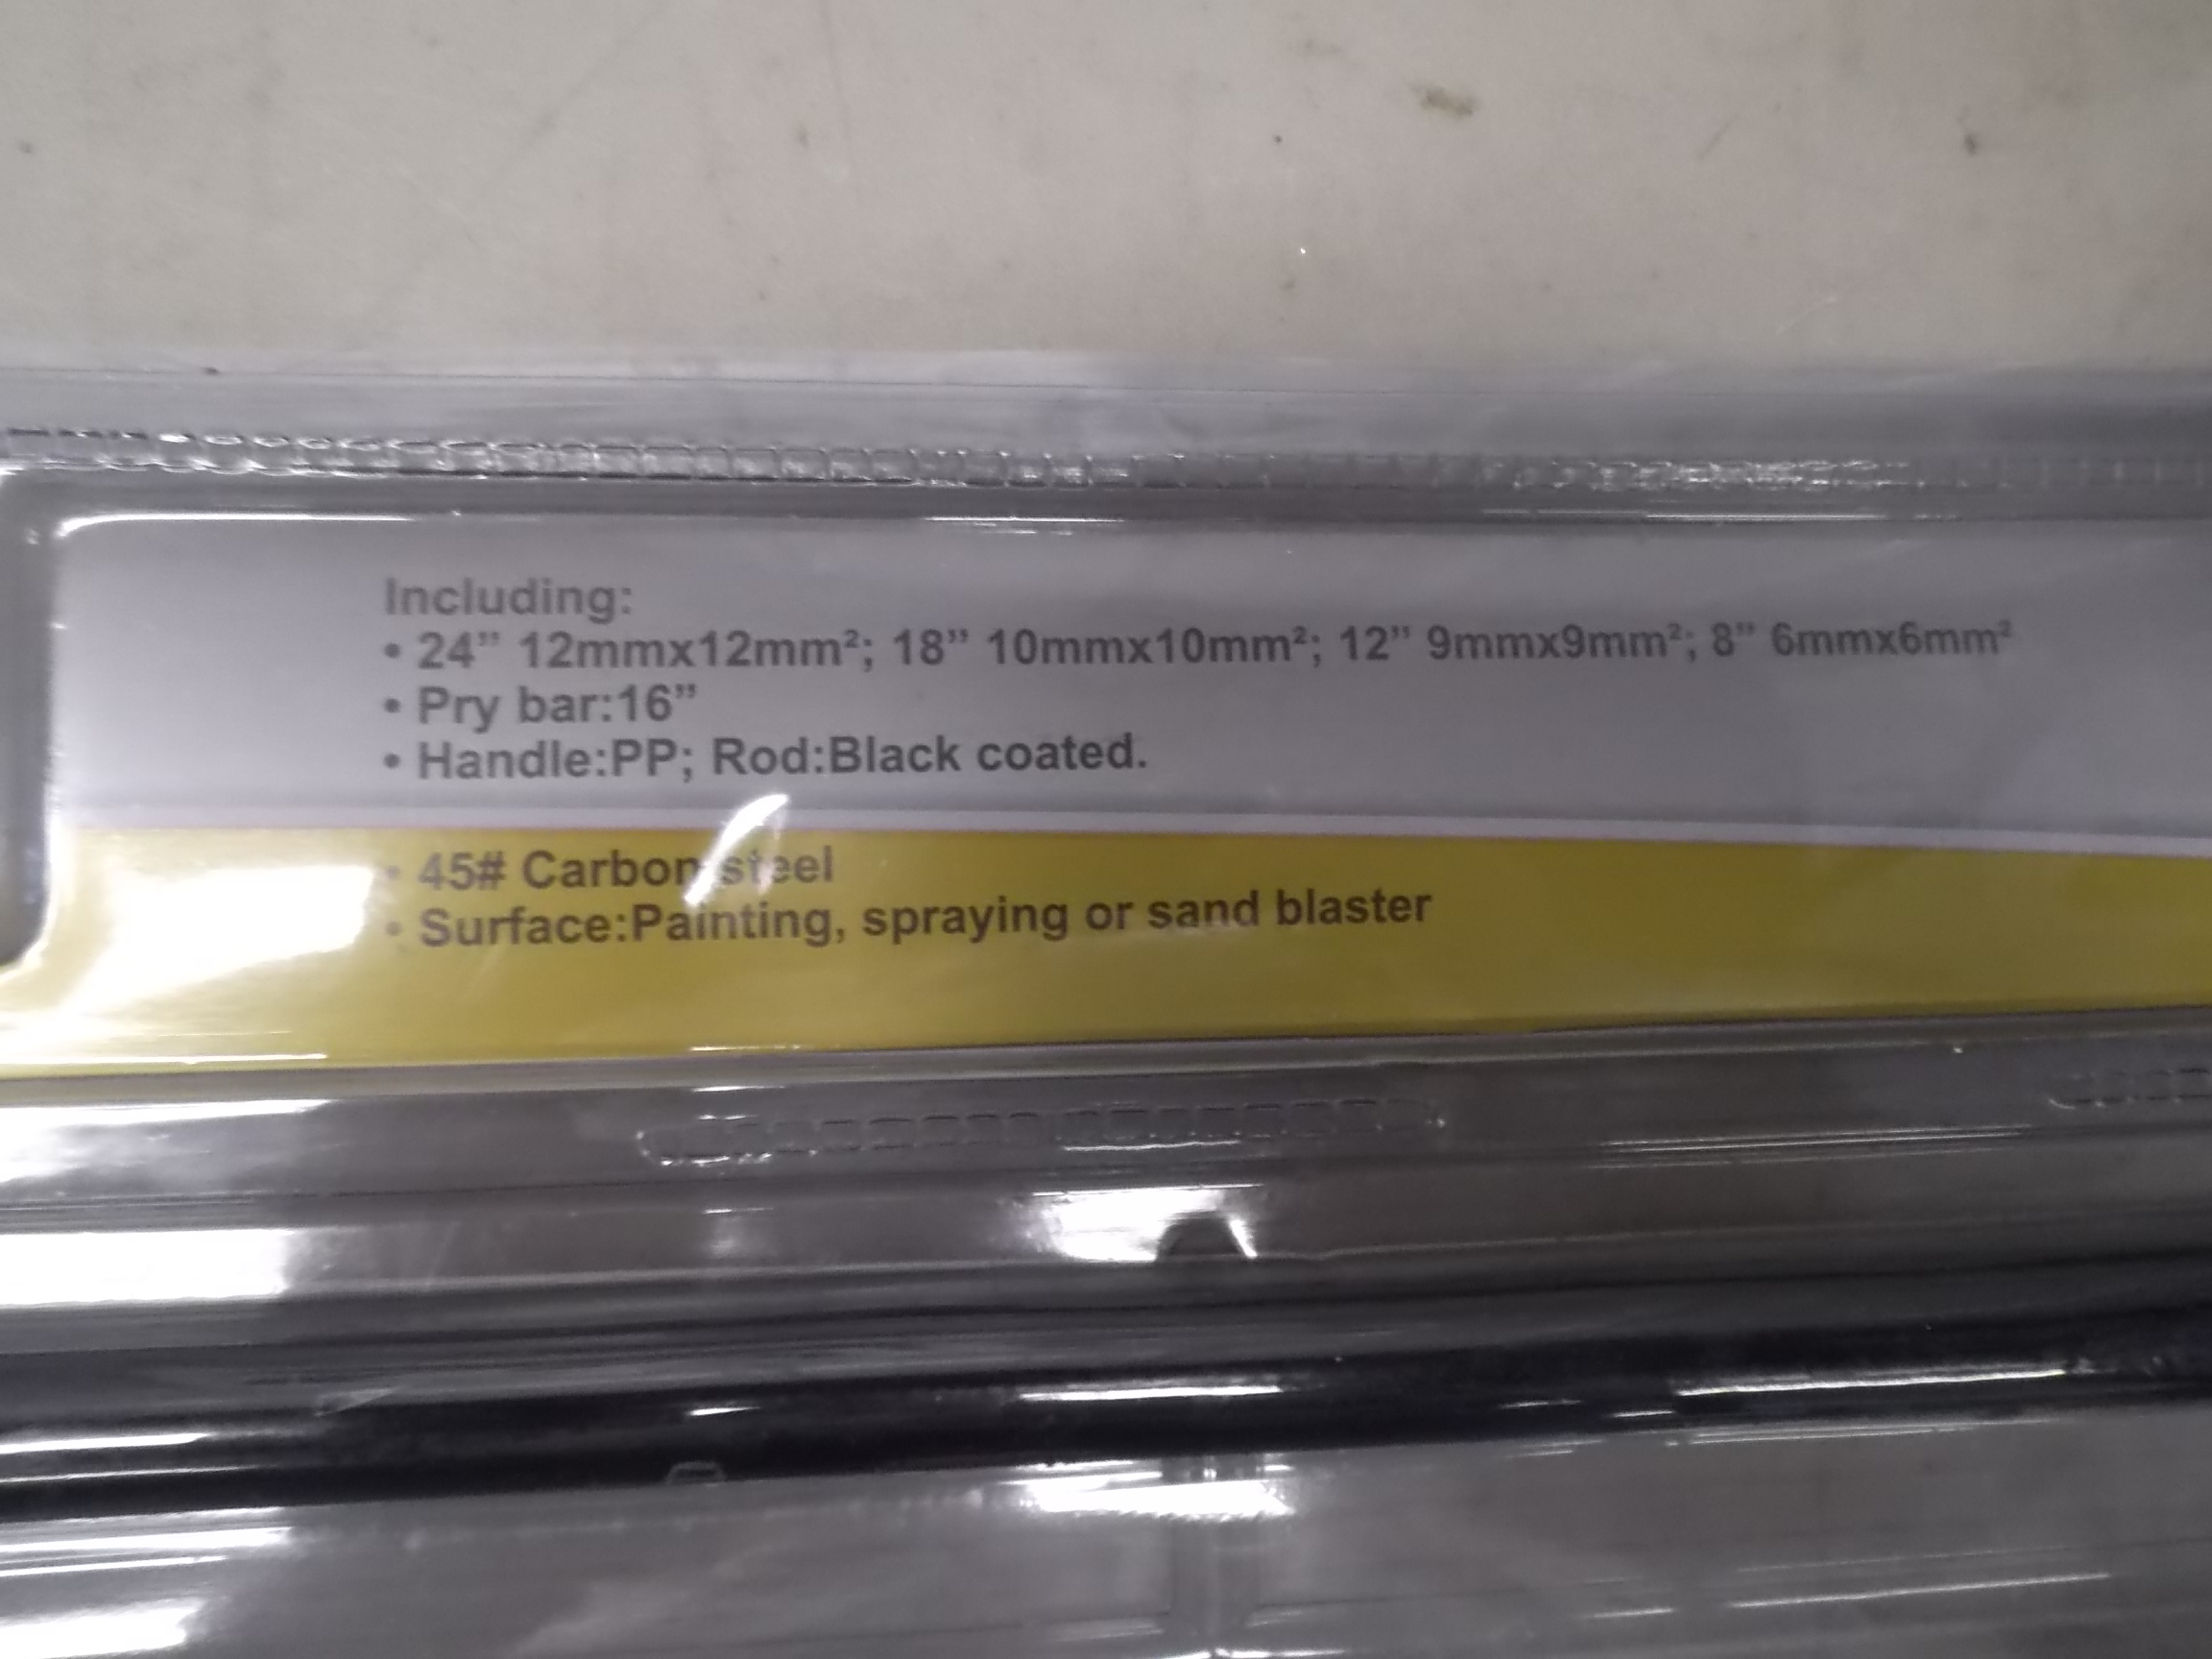 Including:
• 24” 12mmx12mm²; 18” 10mmx10mm²; 12” 9mmx9mm²; 8” 6mmx6mm²
• Pry bar:16”
• Handle:PP; Rod:Black coated.
• 45# Carbon steel
• Surface:Painting, spraying or sand blaster